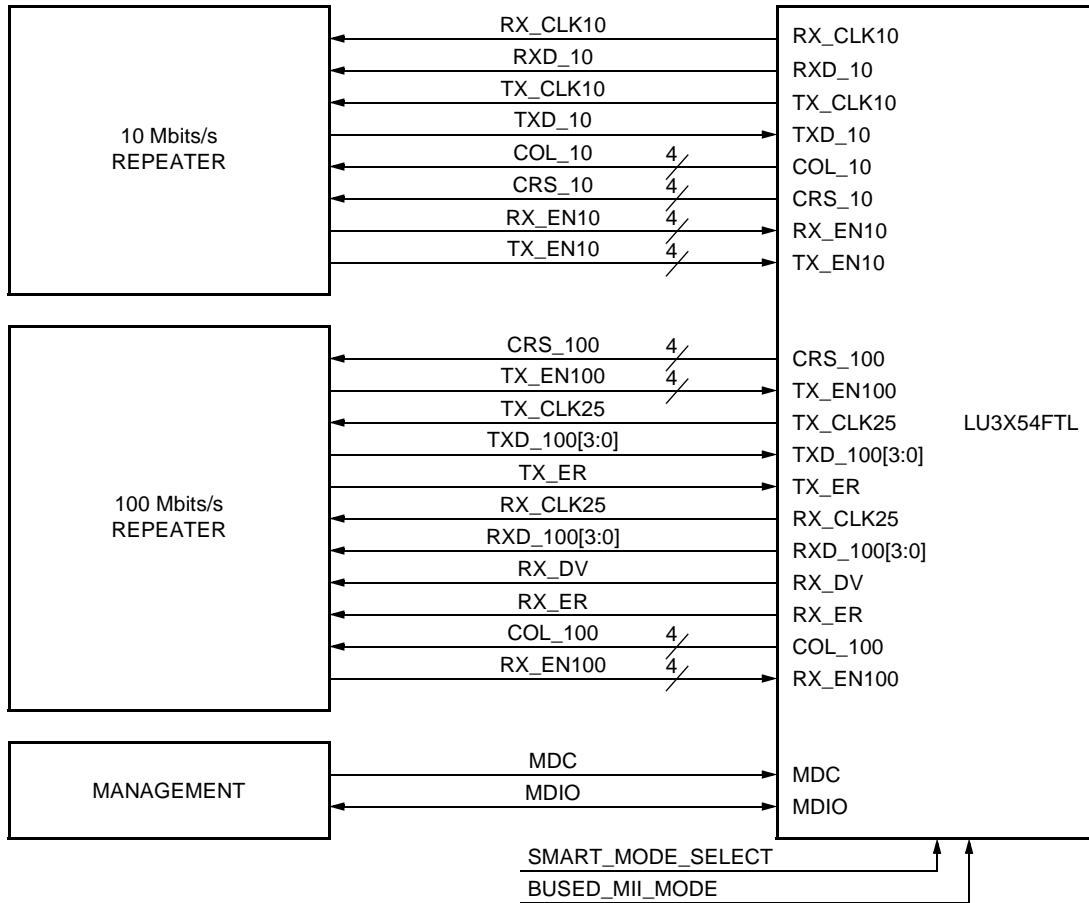 10 Mbits/s
REPEATER
RX_CLK10
RX_CLK10
RXD_10
RXD_10
TX_CLK10
TX_CLK10
TXD_10
TXD_10
COL_10
4
COL_10
CRS_10
4
CRS_10
RX_EN10
4
RX_EN10
TX_EN10
4
TX_EN10
100 Mbits/s
REPEATER
CRS_100
4
CRS_100
TX_EN100
4
TX_EN100
TX_CLK25
TX_CLK25
LU3X54FTL
TXD_100[3:0]
TXD_100[3:0]
TX_ER
TX_ER
RX_CLK25
RX_CLK25
RXD_100[3:0]
RXD_100[3:0]
RX_DV
RX_DV
RX_ER
RX_ER
COL_100
4
COL_100
RX_EN100
4
RX_EN100
MANAGEMENT
MDC
MDC
MDIO
MDIO
SMART_MODE_SELECT
BUSED_MII_MODE